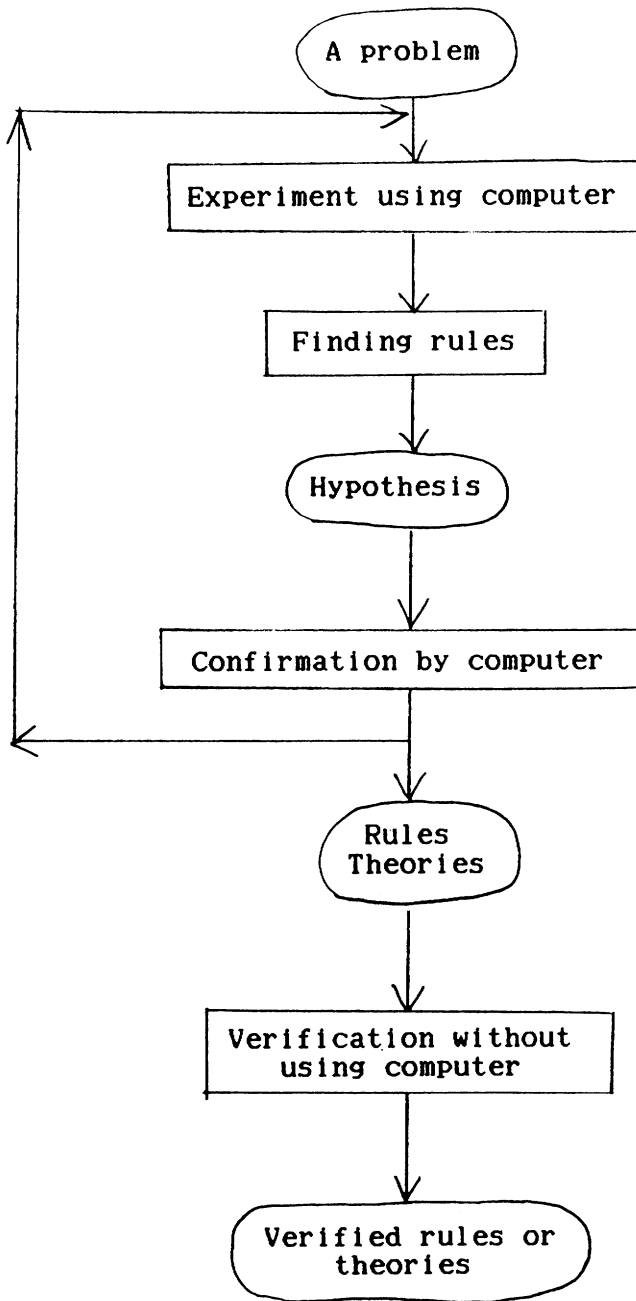 A problem
Experiment using computer
Finding rules
Hypothesis
Confirmation by computer
Rules
Theories
Verification without
using computer
Verified rules or
theories